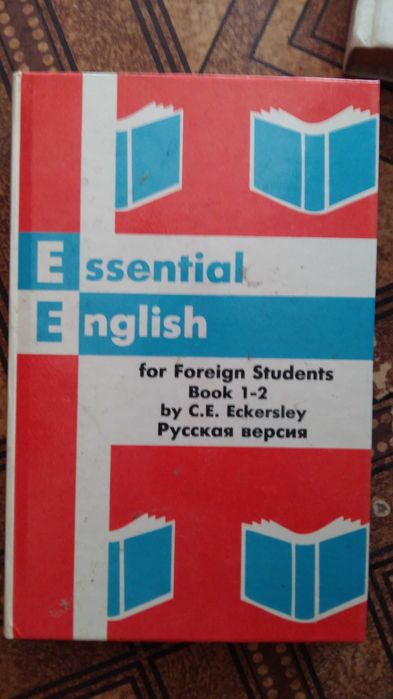 Essential
English
for Foreign Students
Book 1-2
by C.E. Eckersley
Русская версия